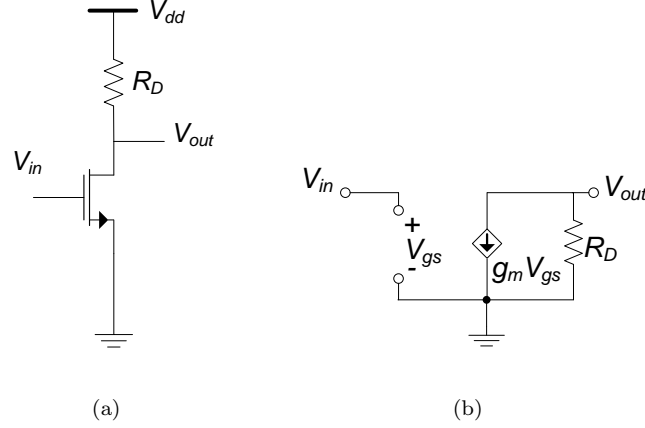 V_dd
R_D
V_out
V_in
V_in
V_out
+
V_gs
-
g_m V_gs
R_D
(a)
(b)